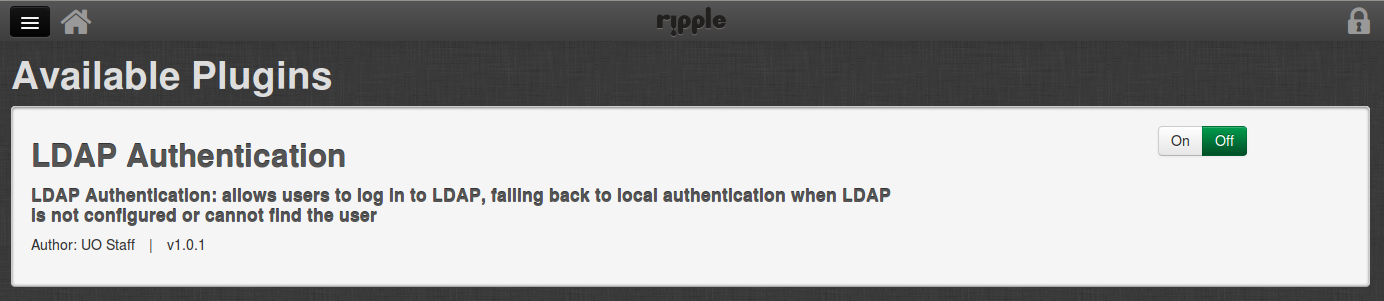 ripple
Available Plugins
LDAP Authentication
On Off
LDAP Authentication: allows users to log in to LDAP, falling back to local authentication when LDAP
is not configured or cannot find the user
Author: UO Staff | v1.0.1